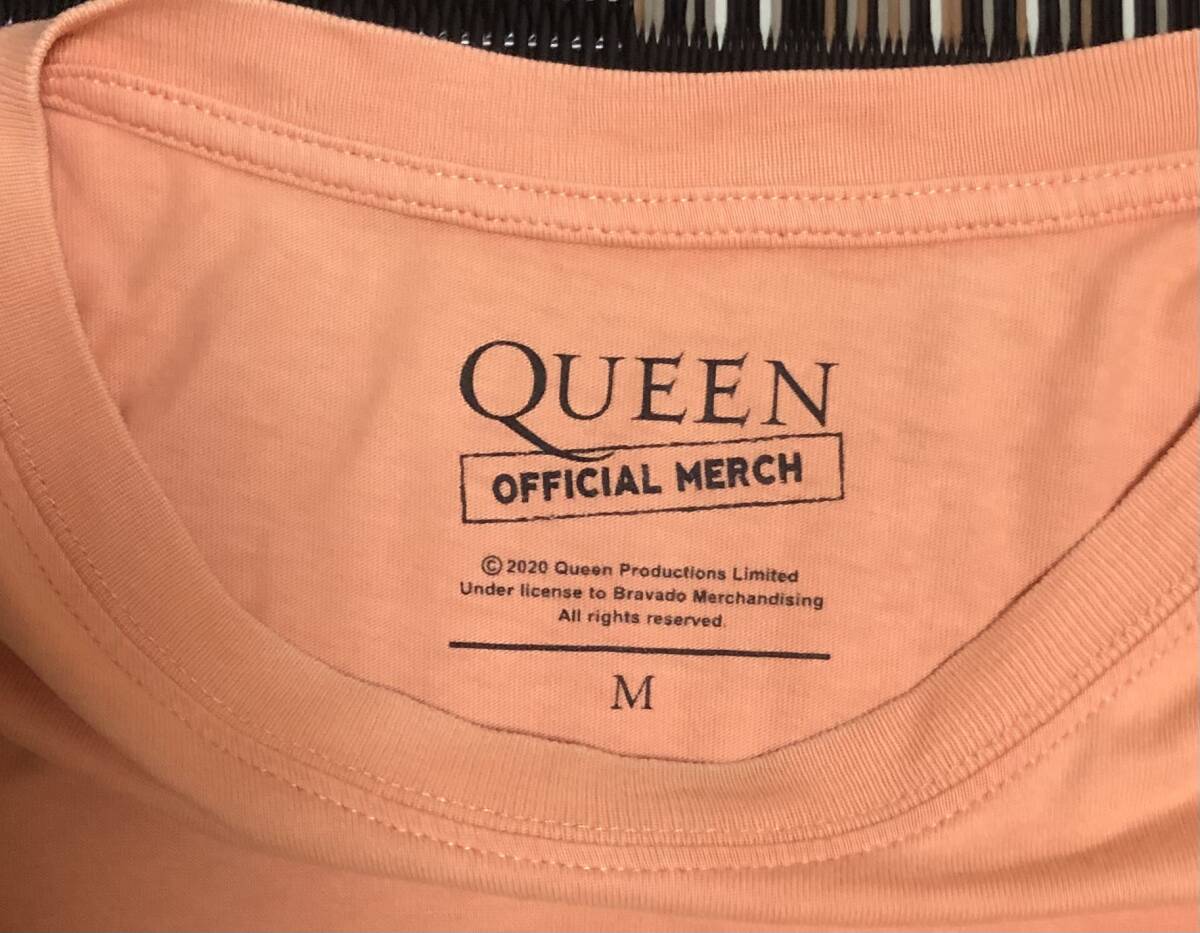 QUEEN
OFFICIAL MERCH
© 2020 Queen Productions Limited
Under license to Bravado Merchandising
All rights reserved.
M